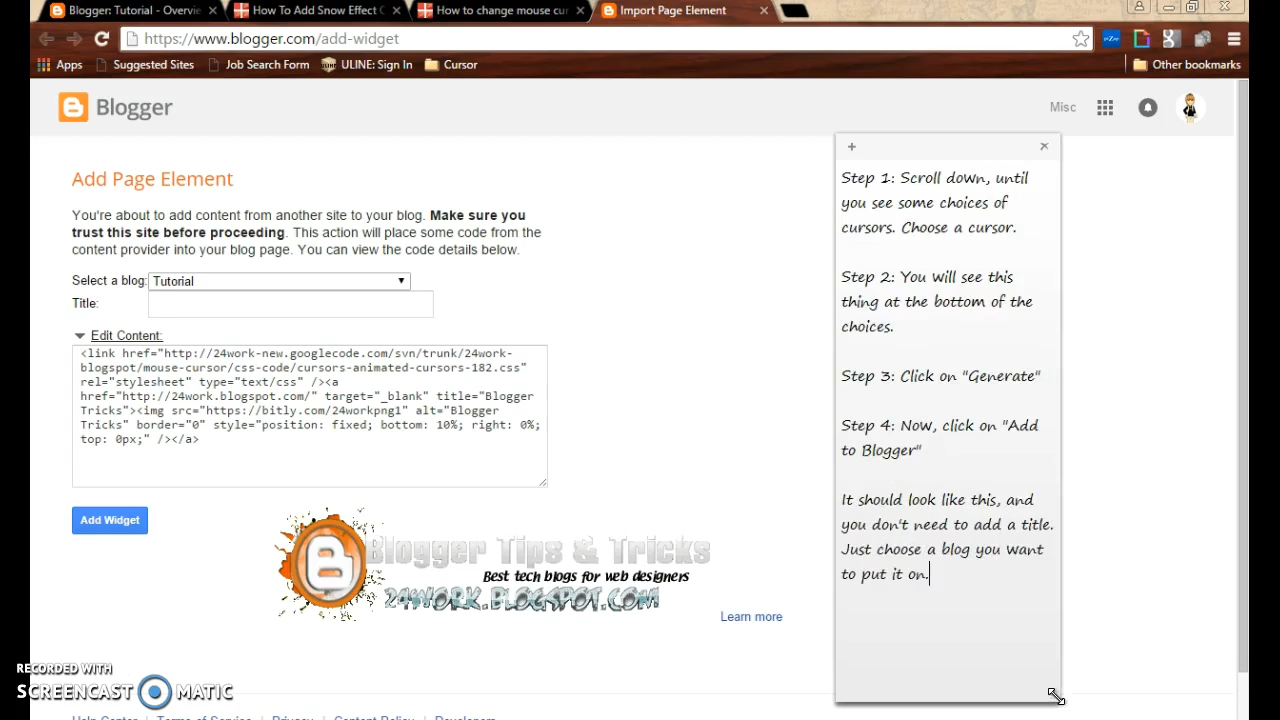 Blogger: Tutorial - Overvie
How To Add Snow Effect
How to change mouse cur
Import Page Element
https://www.blogger.com/add-widget
Apps
Suggested Sites
Job Search Form
ULINE: Sign In
Cursor
Other bookmarks
Blogger
Misc
Add Page Element
You're about to add content from another site to your blog. Make sure you
trust this site before proceeding. This action will place some code from the
content provider into your blog page. You can view the code details below.
Select a blog: Tutorial
Title:
Edit Content:
<link href="http://24work-new.googlecode.com/svn/trunk/24work-
blogspot/mouse-cursor/css-code/cursors-animated-cursors-182.css"
rel="stylesheet" type="text/css" /><a
href="http://24work.blogspot.com/" target="_blank" title="Blogger
Tricks"><img src="https://bitly.com/24workpng1" alt="Blogger
Tricks" border="0" style="position: fixed; bottom: 10%; right: 0%;
top: 0px;" /></a>
Add Widget
Blogger Tips & Tricks
Best tech blogs for web designers
24WORK.BLOGSPOT.COM
Learn more
+
×
Step 1: Scroll down, until
you see some choices of
cursors. Choose a cursor.
Step 2: You will see this
thing at the bottom of the
choices.
Step 3: Click on "Generate"
Step 4: Now, click on "Add
to Blogger"
It should look like this, and
you don't need to add a title.
Just choose a blog you want
to put it on.
RECORDED WITH
SCREENCAST MATIC
Help Center
Terms of Service
Privacy
Content Policy
Developers